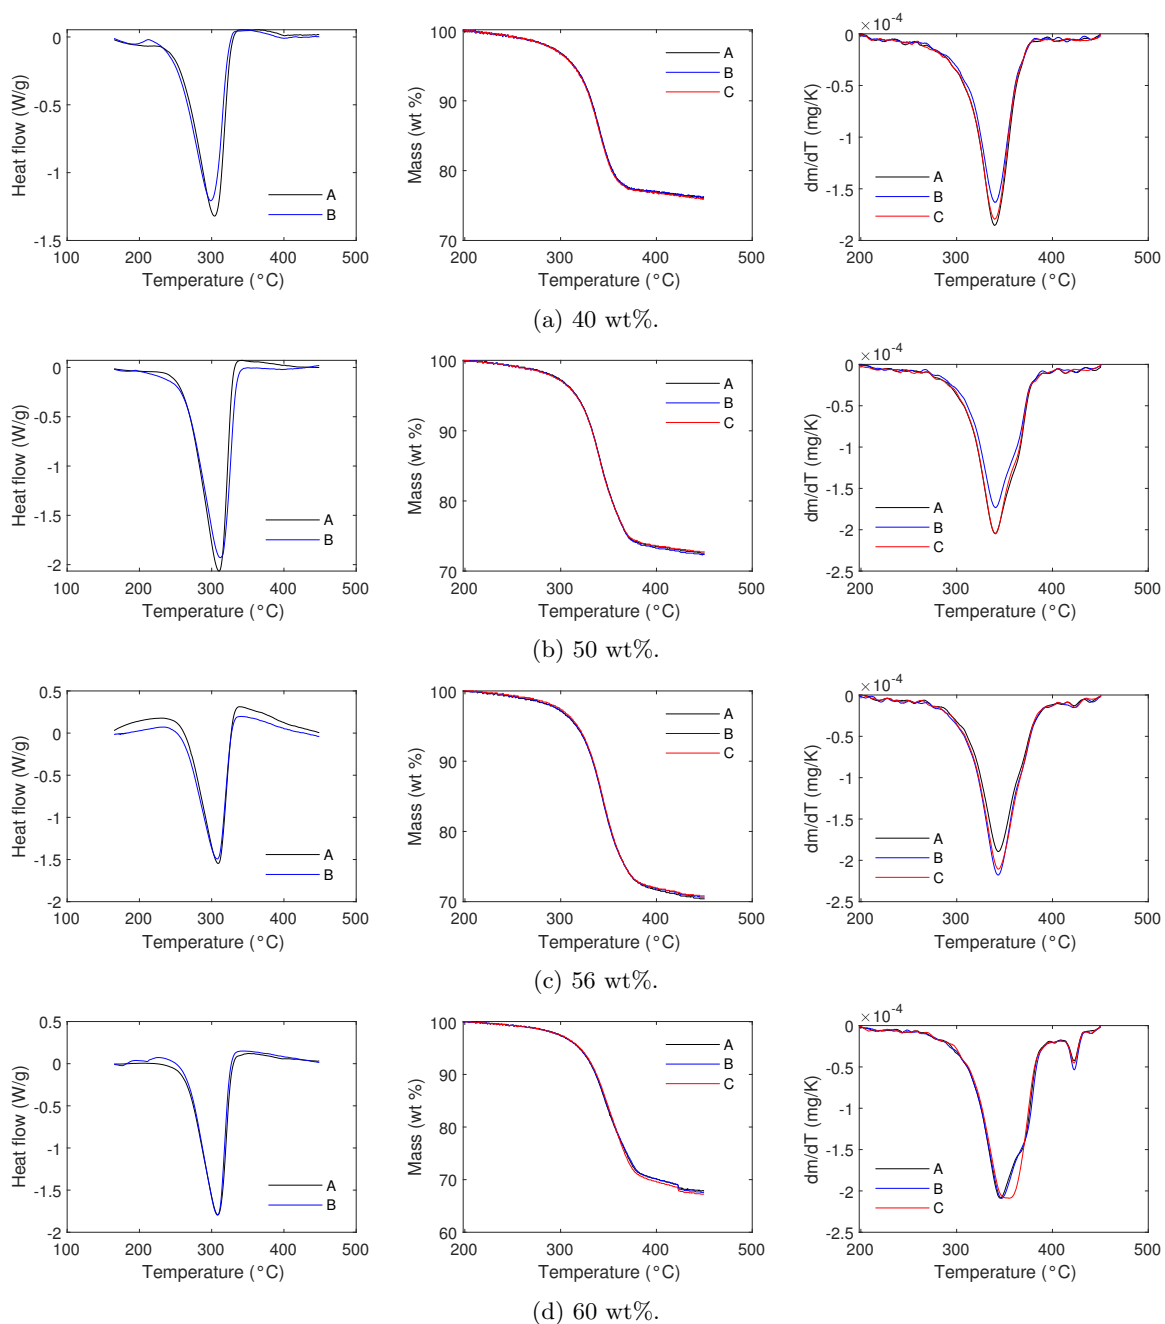 0
-0.5
-1
-1.5
100 200 300 400 500
Heat flow (W/g)
Temperature (°C)
A
B
100
90
80
70
200 300 400 500
Mass (wt %)
Temperature (°C)
A
B
C
×10⁻⁴
0
-0.5
-1
-1.5
-2
200 300 400 500
dm/dT (mg/K)
Temperature (°C)
A
B
C
(a) 40 wt%.
0
-0.5
-1
-1.5
-2
100 200 300 400 500
Heat flow (W/g)
Temperature (°C)
A
B
100
90
80
70
200 300 400 500
Mass (wt %)
Temperature (°C)
A
B
C
×10⁻⁴
0
-0.5
-1
-1.5
-2
-2.5
200 300 400 500
dm/dT (mg/K)
Temperature (°C)
A
B
C
(b) 50 wt%.
0.5
0
-0.5
-1
-1.5
-2
100 200 300 400 500
Heat flow (W/g)
Temperature (°C)
A
B
100
90
80
70
200 300 400 500
Mass (wt %)
Temperature (°C)
A
B
C
×10⁻⁴
0
-0.5
-1
-1.5
-2
-2.5
200 300 400 500
dm/dT (mg/K)
Temperature (°C)
A
B
C
(c) 56 wt%.
0.5
0
-0.5
-1
-1.5
-2
100 200 300 400 500
Heat flow (W/g)
Temperature (°C)
A
B
100
90
80
70
60
200 300 400 500
Mass (wt %)
Temperature (°C)
A
B
C
×10⁻⁴
0
-0.5
-1
-1.5
-2
-2.5
200 300 400 500
dm/dT (mg/K)
Temperature (°C)
A
B
C
(d) 60 wt%.